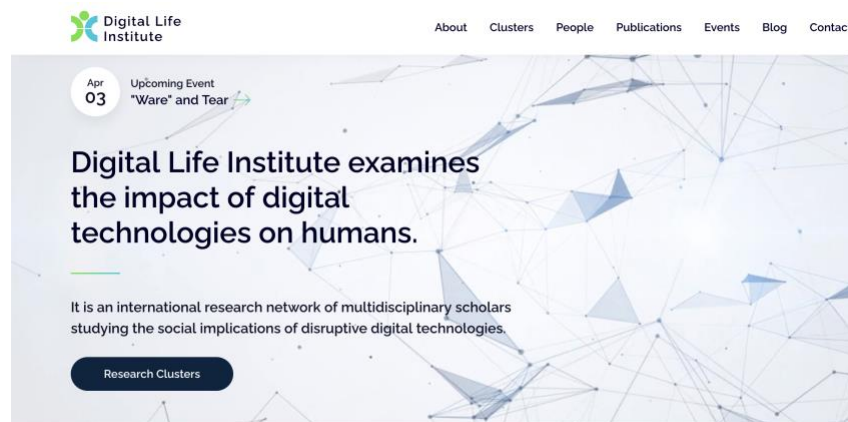 Digital Life
Institute
About Clusters People Publications Events Blog Contac
Apr
03
Upcoming Event
"Ware" and Tear
Digital Life Institute examines
the impact of digital
technologies on humans.
It is an international research network of multidisciplinary scholars
studying the social implications of disruptive digital technologies.
Research Clusters